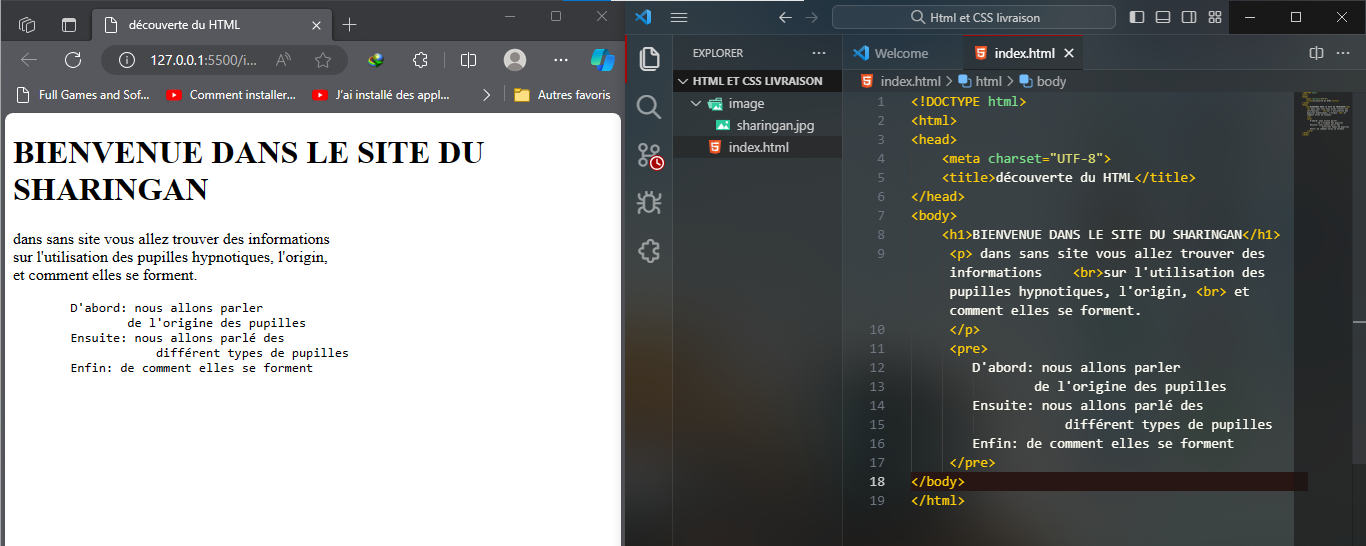 découverte du HTML
127.0.0.1:5500/i...
Full Games and Sof...
Comment installer...
J'ai installé des appl...
Autres favoris
BIENVENUE DANS LE SITE DU
SHARINGAN
dans sans site vous allez trouver des informations
sur l'utilisation des pupilles hypnotiques, l'origin,
et comment elles se forment.
D'abord: nous allons parler
de l'origine des pupilles
Ensuite: nous allons parlé des
différent types de pupilles
Enfin: de comment elles se forment
Html et CSS livraison
EXPLORER
HTML ET CSS LIVRAISON
image
sharingan.jpg
index.html
Welcome
index.html
index.html > html > body
1 <!DOCTYPE html>
2 <html>
3 <head>
4 <meta charset="UTF-8">
5 <title>découverte du HTML</title>
6 </head>
7 <body>
8 <h1>BIENVENUE DANS LE SITE DU SHARINGAN</h1>
9 <p> dans sans site vous allez trouver des
informations    <br>sur l'utilisation des
pupilles hypnotiques, l'origin, <br> et
comment elles se forment.
10 </p>
11 <pre>
12 D'abord: nous allons parler
13 de l'origine des pupilles
14 Ensuite: nous allons parlé des
15 différent types de pupilles
16 Enfin: de comment elles se forment
17 </pre>
18 </body>
19 </html>